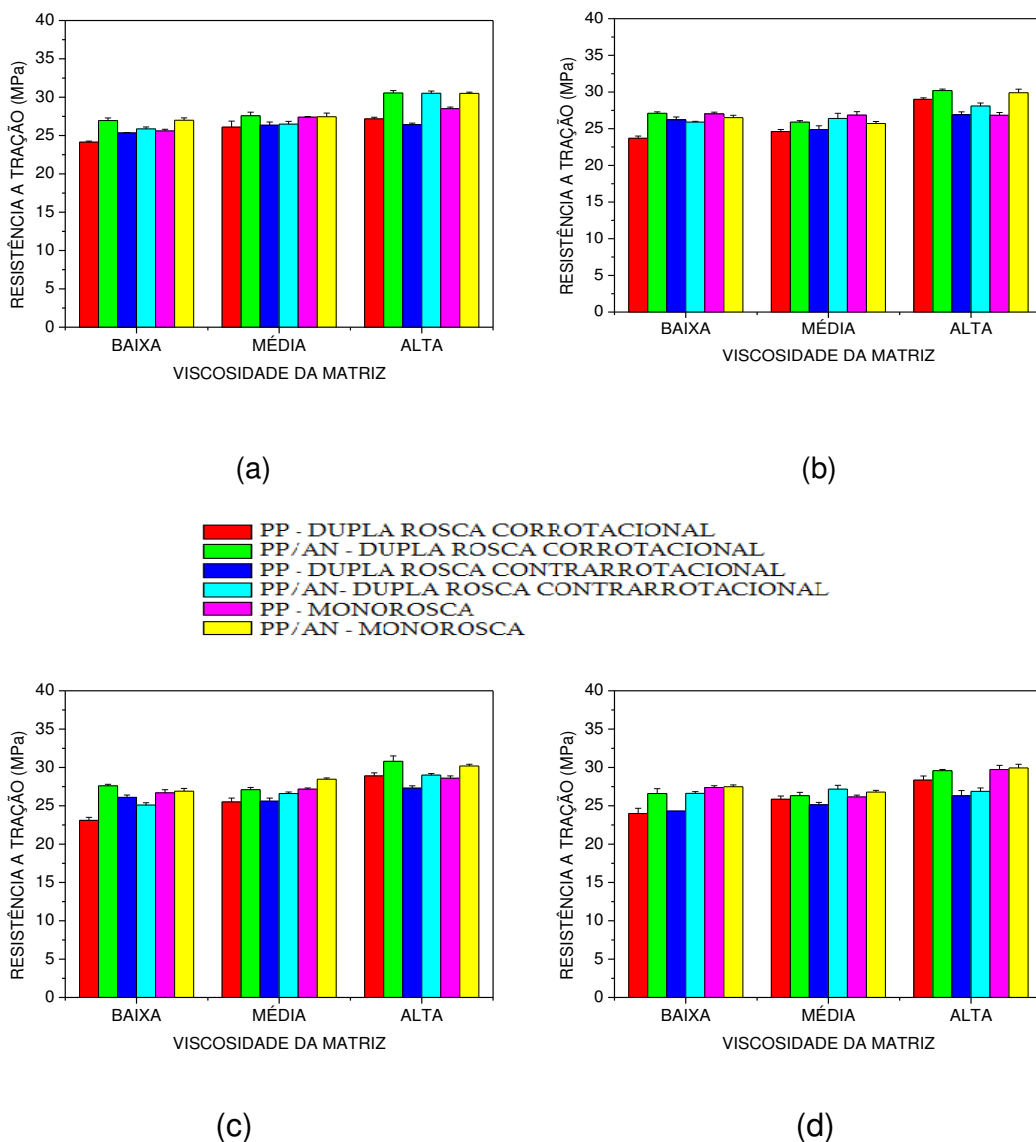 40
35
30
25
20
15
10
5
0
RESISTÊNCIA A TRAÇÃO (MPa)
BAIXA MÉDIA ALTA
VISCOSIDADE DA MATRIZ
(a)
40
35
30
25
20
15
10
5
0
RESISTÊNCIA A TRAÇÃO (MPa)
BAIXA MÉDIA ALTA
VISCOSIDADE DA MATRIZ
(b)
PP - DUPLA ROSCA CORROTACIONAL
PP/AN - DUPLA ROSCA CORROTACIONAL
PP - DUPLA ROSCA CONTRARROTACIONAL
PP/AN- DUPLA ROSCA CONTRARROTACIONAL
PP - MONOROSCA
PP/AN - MONOROSCA
40
35
30
25
20
15
10
5
0
RESISTÊNCIA A TRAÇÃO (MPa)
BAIXA MÉDIA ALTA
VISCOSIDADE DA MATRIZ
(c)
40
35
30
25
20
15
10
5
0
RESISTÊNCIA A TRAÇÃO (MPa)
BAIXA MÉDIA ALTA
VISCOSIDADE DA MATRIZ
(d)